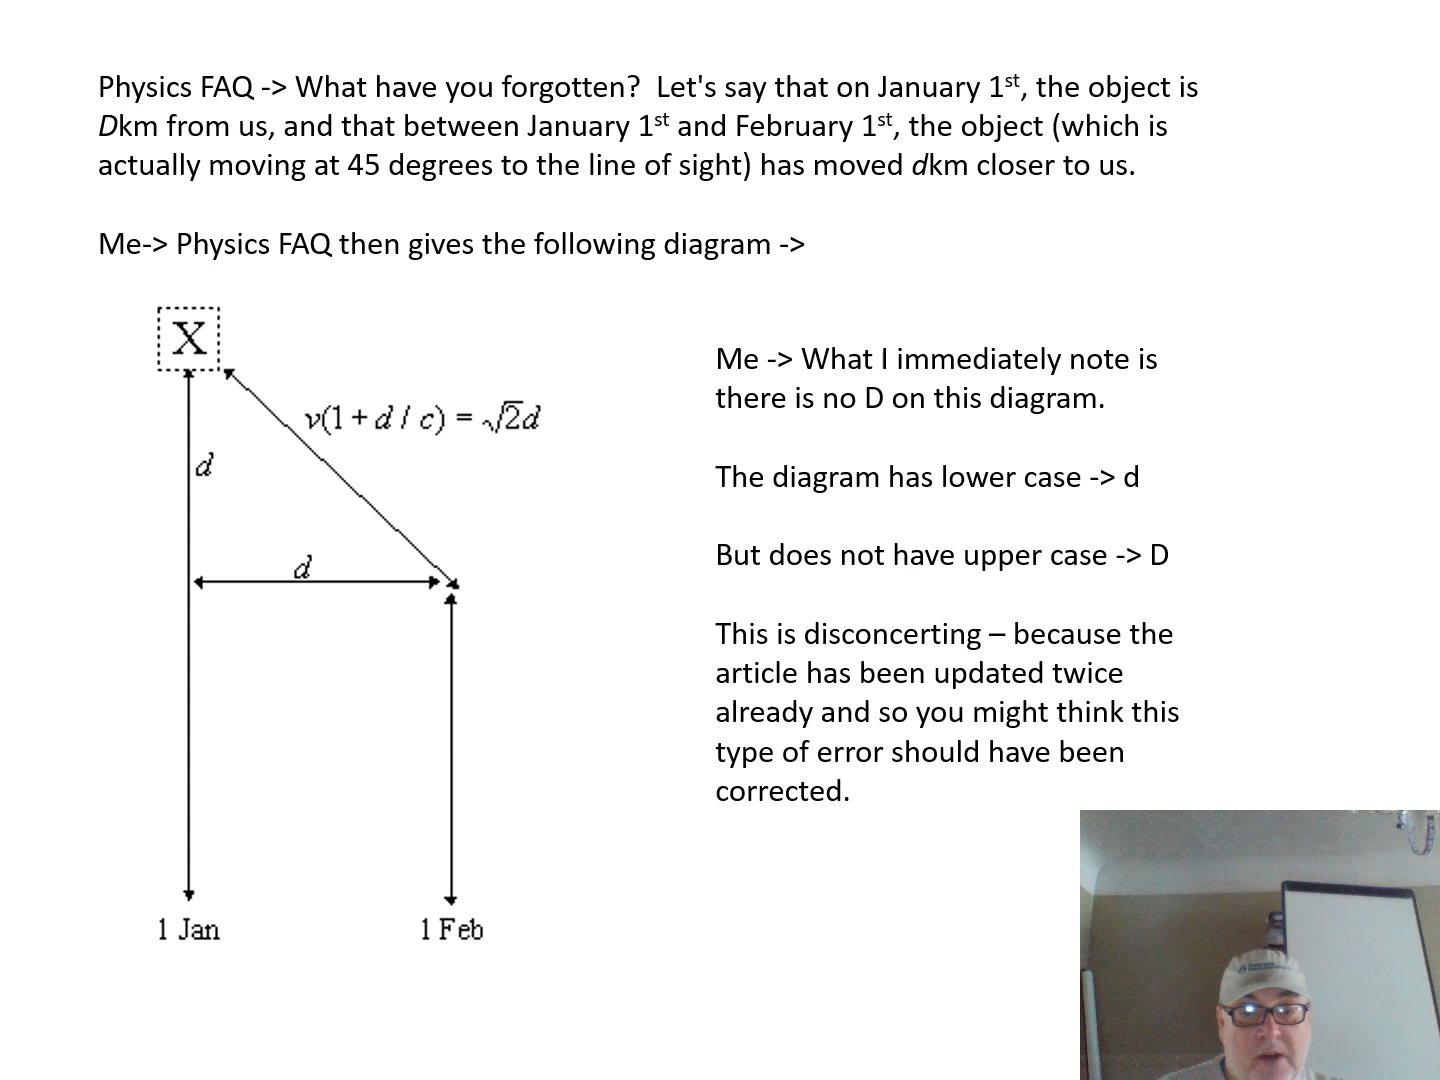 Physics FAQ -> What have you forgotten?  Let's say that on January 1st, the object is
Dkm from us, and that between January 1st and February 1st, the object (which is
actually moving at 45 degrees to the line of sight) has moved dkm closer to us.
Me-> Physics FAQ then gives the following diagram ->
X
v(1 + d / c) = √2d
d
d
1 Jan
1 Feb
Me -> What I immediately note is
there is no D on this diagram.
The diagram has lower case -> d
But does not have upper case -> D
This is disconcerting – because the
article has been updated twice
already and so you might think this
type of error should have been
corrected.